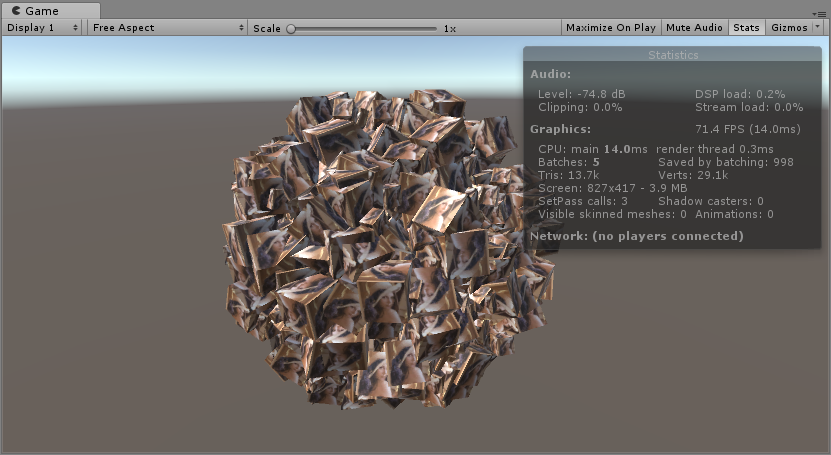 Game
Display 1 Free Aspect Scale 1x Maximize On Play Mute Audio Stats Gizmos
Statistics
Audio:
Level: -74.8 dB DSP load: 0.2%
Clipping: 0.0% Stream load: 0.0%
Graphics: 71.4 FPS (14.0ms)
CPU: main 14.0ms render thread 0.3ms
Batches: 5 Saved by batching: 998
Tris: 13.7k Verts: 29.1k
Screen: 827x417 - 3.9 MB
SetPass calls: 3 Shadow casters: 0
Visible skinned meshes: 0 Animations: 0
Network: (no players connected)